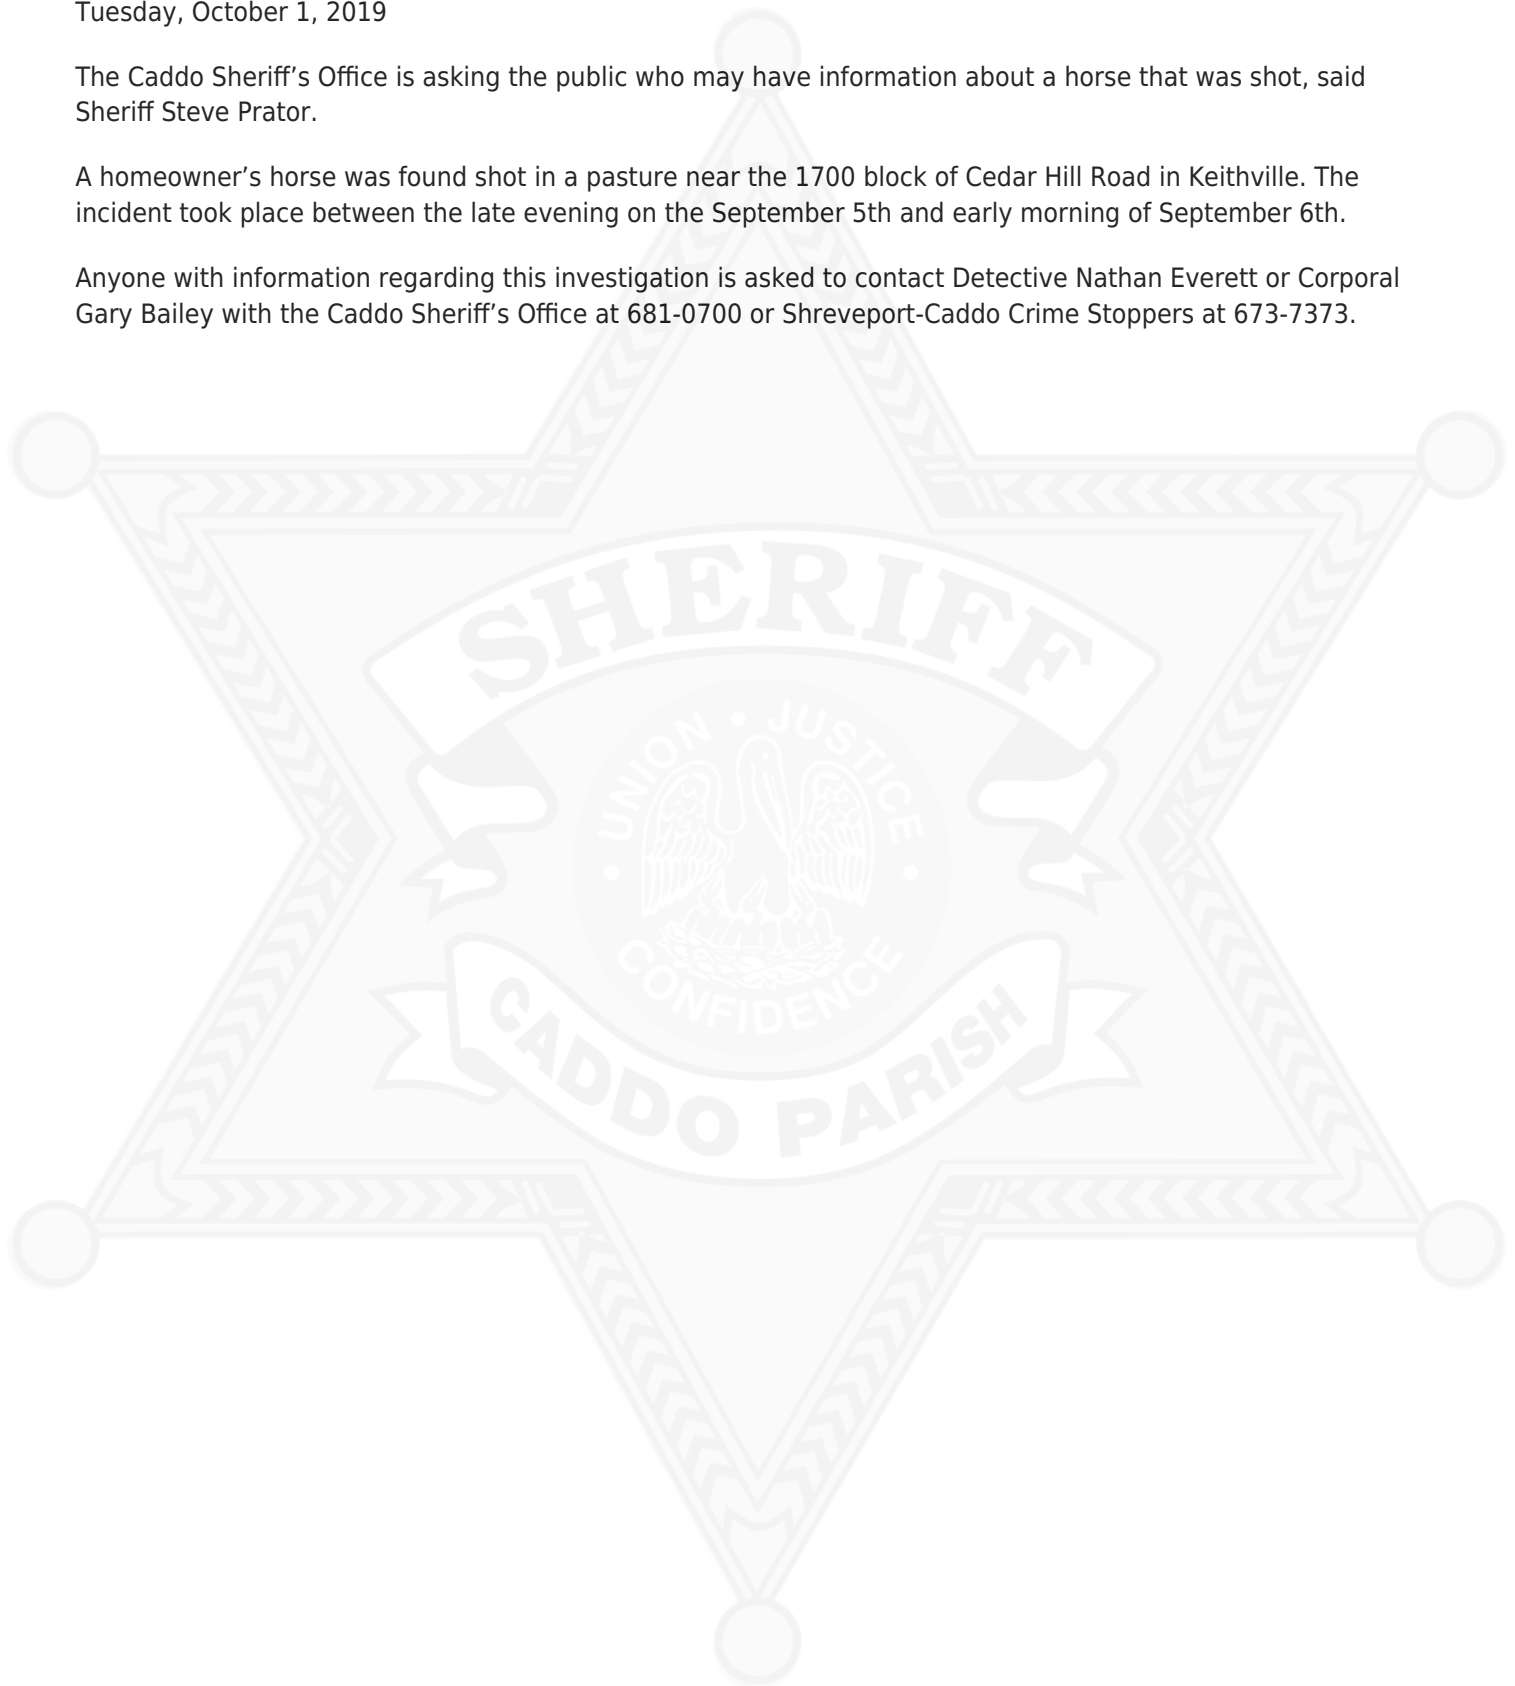 Tuesday, October 1, 2019
The Caddo Sheriff’s Office is asking the public who may have information about a horse that was shot, said
Sheriff Steve Prator.
A homeowner’s horse was found shot in a pasture near the 1700 block of Cedar Hill Road in Keithville. The
incident took place between the late evening on the September 5th and early morning of September 6th.
Anyone with information regarding this investigation is asked to contact Detective Nathan Everett or Corporal
Gary Bailey with the Caddo Sheriff’s Office at 681-0700 or Shreveport-Caddo Crime Stoppers at 673-7373.
SHERIFF
UNION • JUSTICE
• CONFIDENCE •
CADDO PARISH